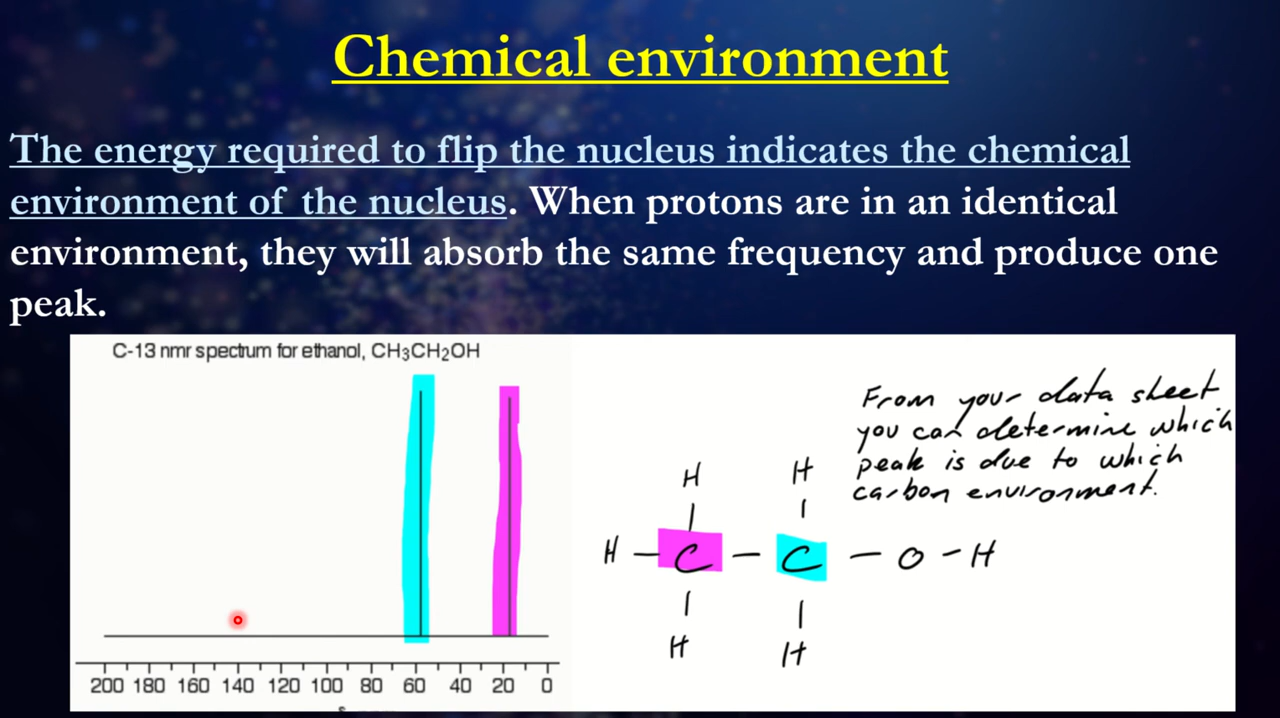 Chemical environment
The energy required to flip the nucleus indicates the chemical
environment of the nucleus. When protons are in an identical
environment, they will absorb the same frequency and produce one
peak.
C-13 nmr spectrum for ethanol, CH₃CH₂OH
From your data sheet
you can determine which
peak is due to which
carbon environment.
H H
H - C - C - O - H
H H
200 180 160 140 120 100 80 60 40 20 0